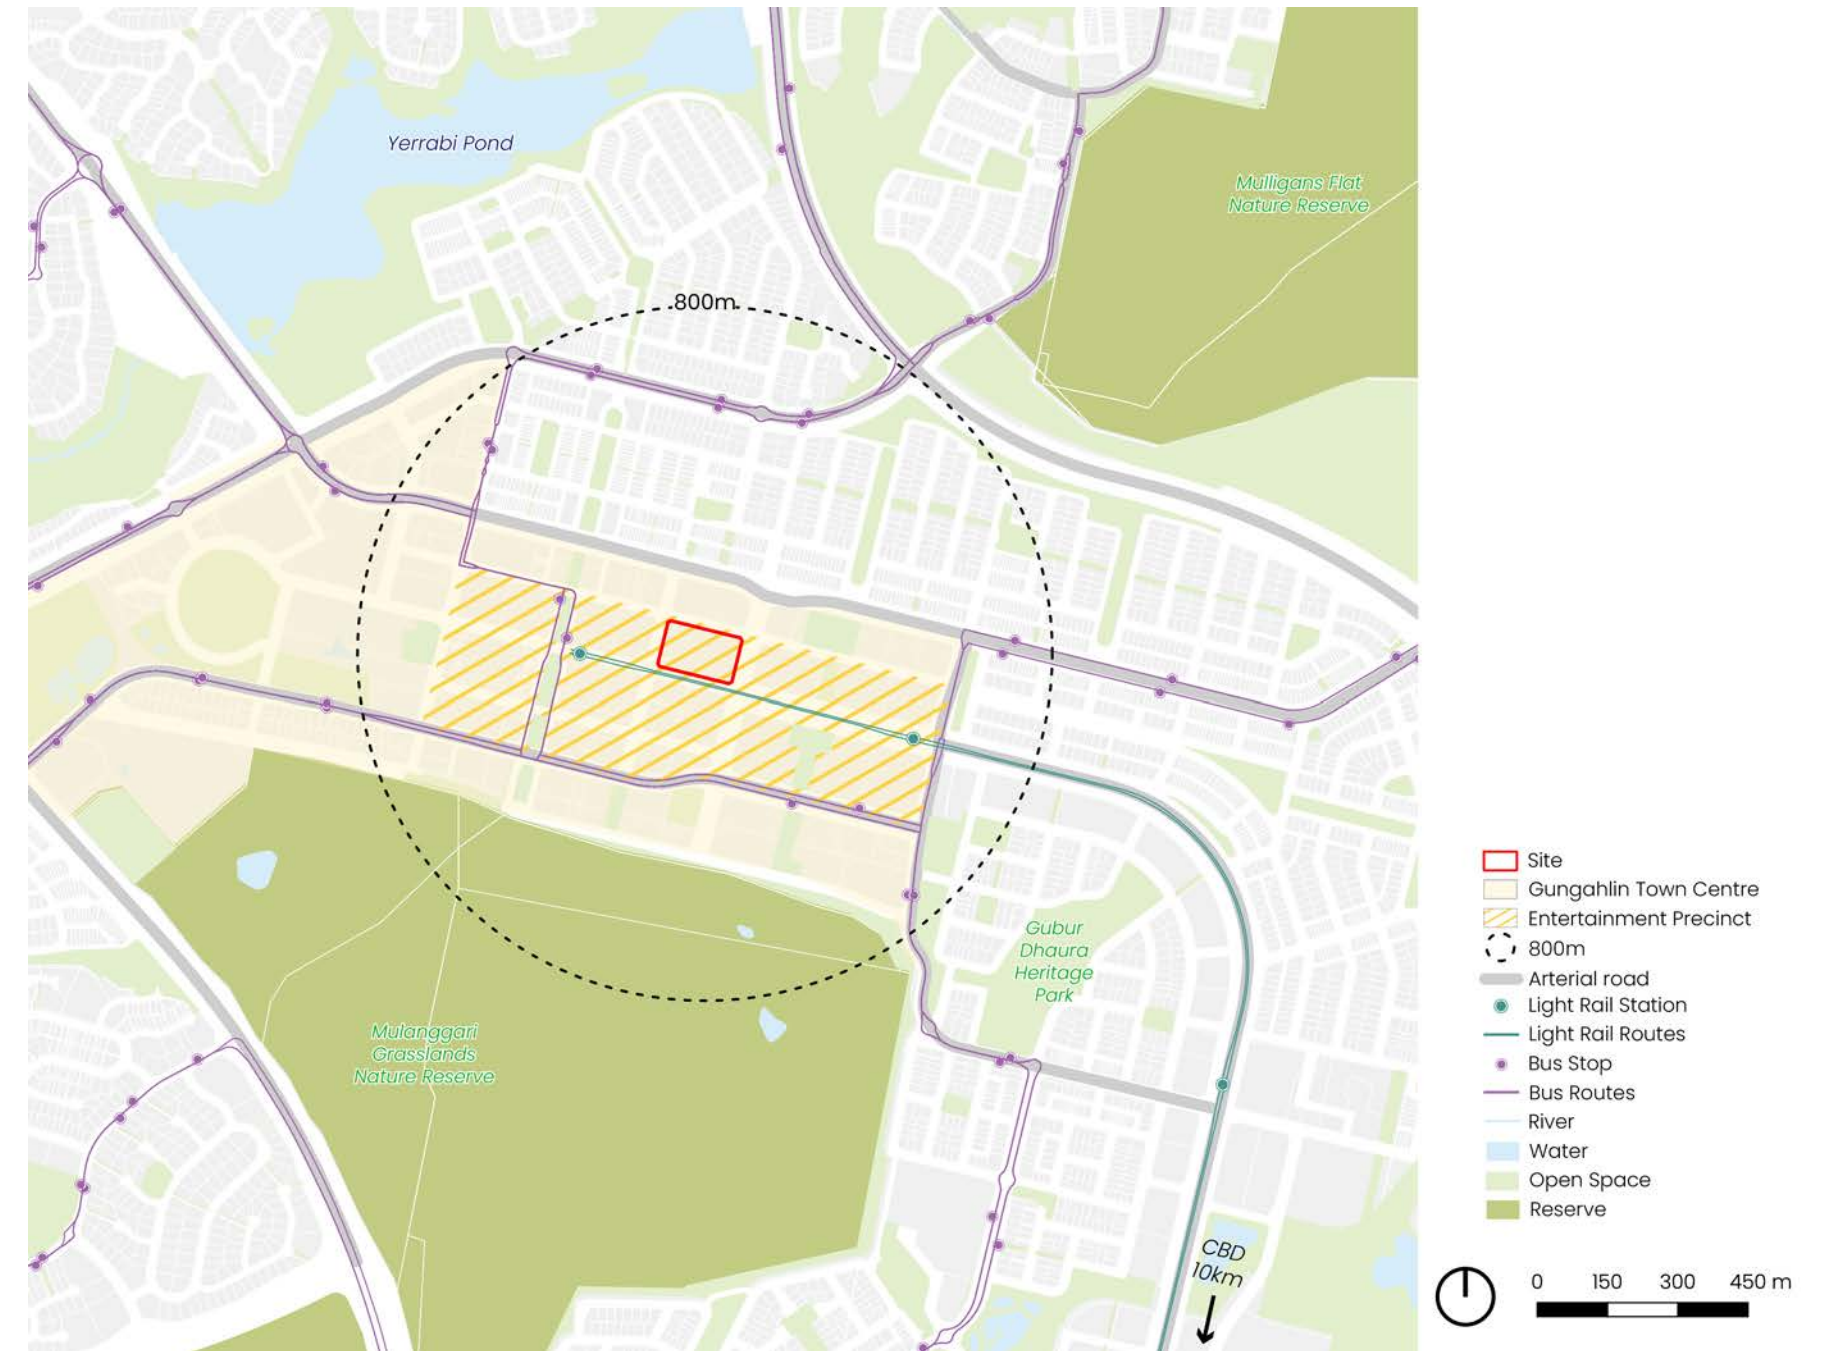 Yerrabi Pond
Mulligans Flat
Nature Reserve
800m
Gubur
Dhaura
Heritage
Park
Mulanggari
Grasslands
Nature Reserve
CBD
10km
Site
Gungahlin Town Centre
Entertainment Precinct
800m
Arterial road
Light Rail Station
Light Rail Routes
Bus Stop
Bus Routes
River
Water
Open Space
Reserve
0 150 300 450 m